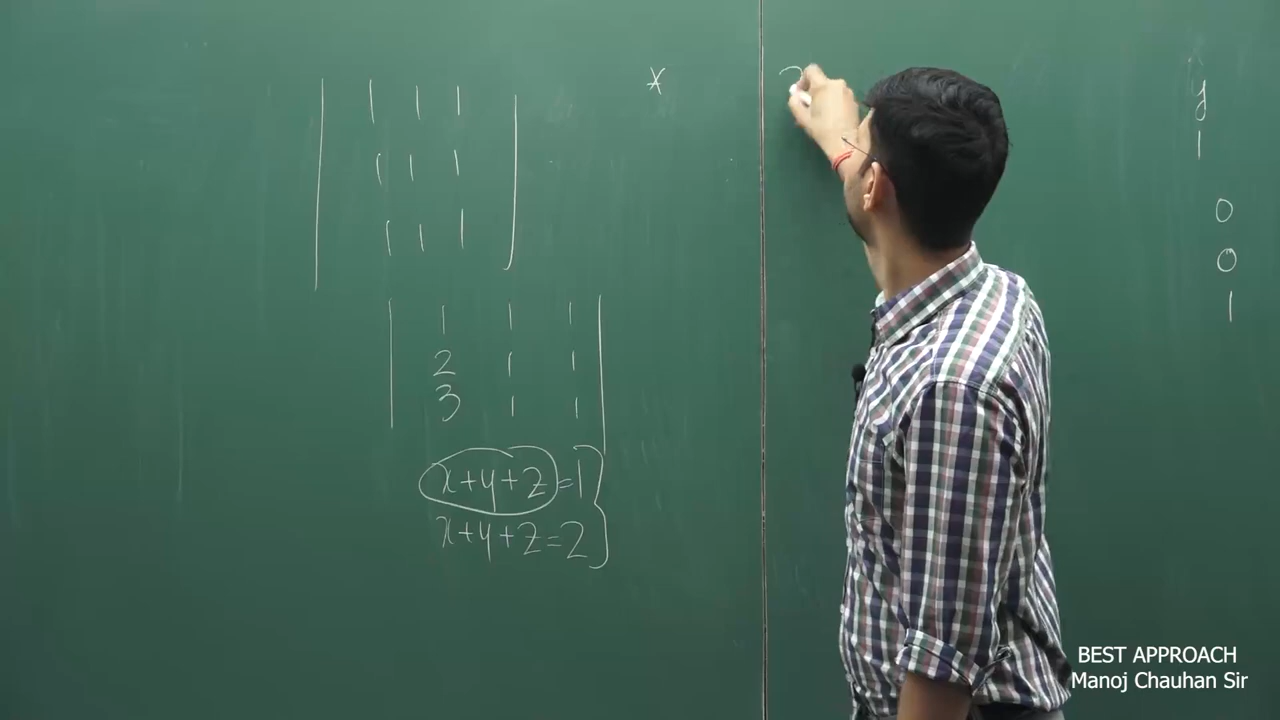 | 1 1 1 |
| 1 1 1 |
| 1 1 1 |
*
| 1 1 1 |
| 2 1 1 |
| 3 1 1 |
x+y+z=1}
x+y+z=2
y
1
0
0
1
BEST APPROACH
Manoj Chauhan Sir